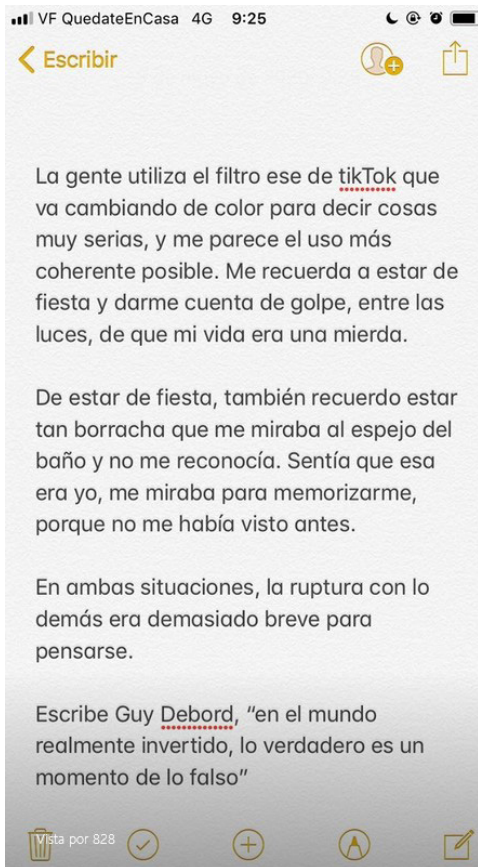 VF QuedateEnCasa 4G 9:25
Escribir
La gente utiliza el filtro ese de tikTok que
va cambiando de color para decir cosas
muy serias, y me parece el uso más
coherente posible. Me recuerda a estar de
fiesta y darme cuenta de golpe, entre las
luces, de que mi vida era una mierda.
De estar de fiesta, también recuerdo estar
tan borracha que me miraba al espejo del
baño y no me reconocía. Sentía que esa
era yo, me miraba para memorizarme,
porque no me había visto antes.
En ambas situaciones, la ruptura con lo
demás era demasiado breve para
pensarse.
Escribe Guy Debord, “en el mundo
realmente invertido, lo verdadero es un
momento de lo falso”
Vista por 828